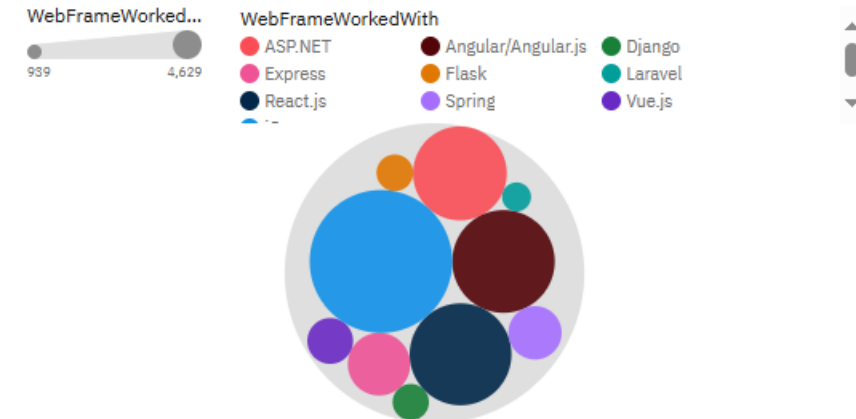 WebFrameWorked...
939 4,629
WebFrameWorkedWith
ASP.NET Angular/Angular.js Django
Express Flask Laravel
React.js Spring Vue.js